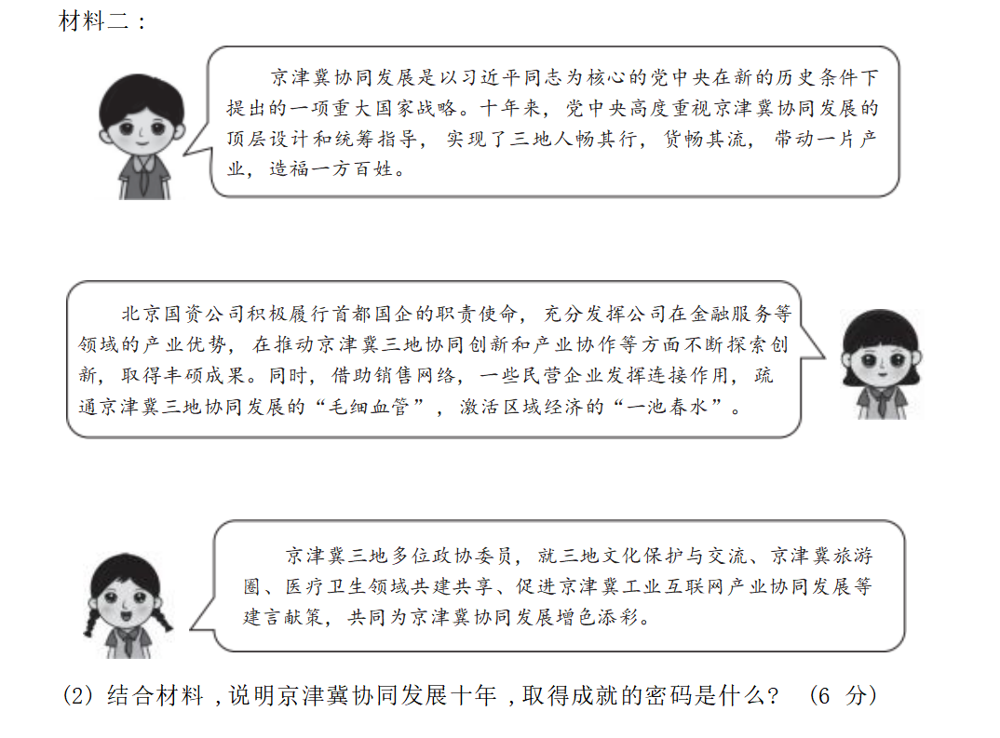 材料二：
京津冀协同发展是以习近平同志为核心的党中央在新的历史条件下
提出的一项重大国家战略。十年来，党中央高度重视京津冀协同发展的
顶层设计和统筹指导，实现了三地人畅其行，货畅其流，带动一片产
业，造福一方百姓。
北京国资公司积极履行首都国企的职责使命，充分发挥公司在金融服务等
领域的产业优势，在推动京津冀三地协同创新和产业协作等方面不断探索创
新，取得丰硕成果。同时，借助销售网络，一些民营企业发挥连接作用，疏
通京津冀三地协同发展的“毛细血管”，激活区域经济的“一池春水”。
京津冀三地多位政协委员，就三地文化保护与交流、京津冀旅游
圈、医疗卫生领域共建共享、促进京津冀工业互联网产业协同发展等
建言献策，共同为京津冀协同发展增色添彩。
(2) 结合材料,说明京津冀协同发展十年,取得成就的密码是什么? (6 分)